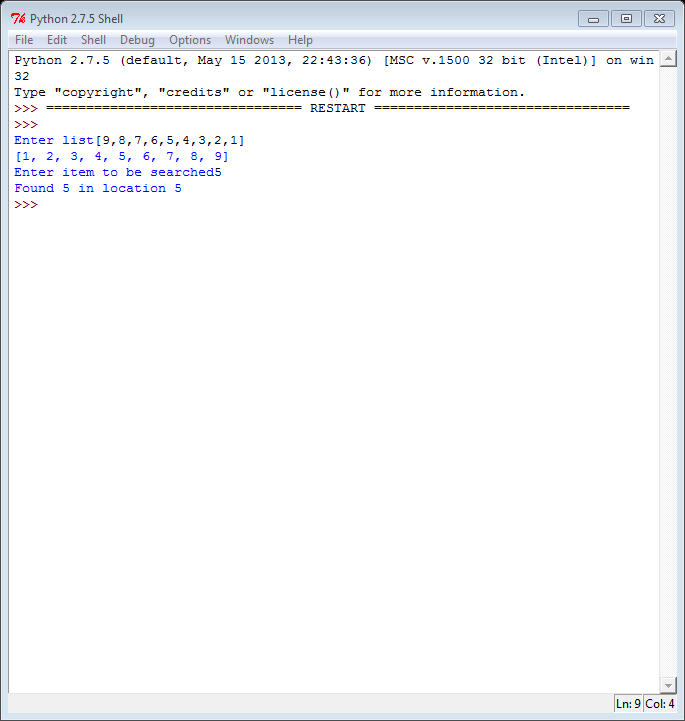 Python 2.7.5 Shell
File Edit Shell Debug Options Windows Help
Python 2.7.5 (default, May 15 2013, 22:43:36) [MSC v.1500 32 bit (Intel)] on win
32
Type "copyright", "credits" or "license()" for more information.
>>> ================================ RESTART ================================
>>>
Enter list[9,8,7,6,5,4,3,2,1]
[1, 2, 3, 4, 5, 6, 7, 8, 9]
Enter item to be searched5
Found 5 in location 5
>>>
Ln: 9 Col: 4